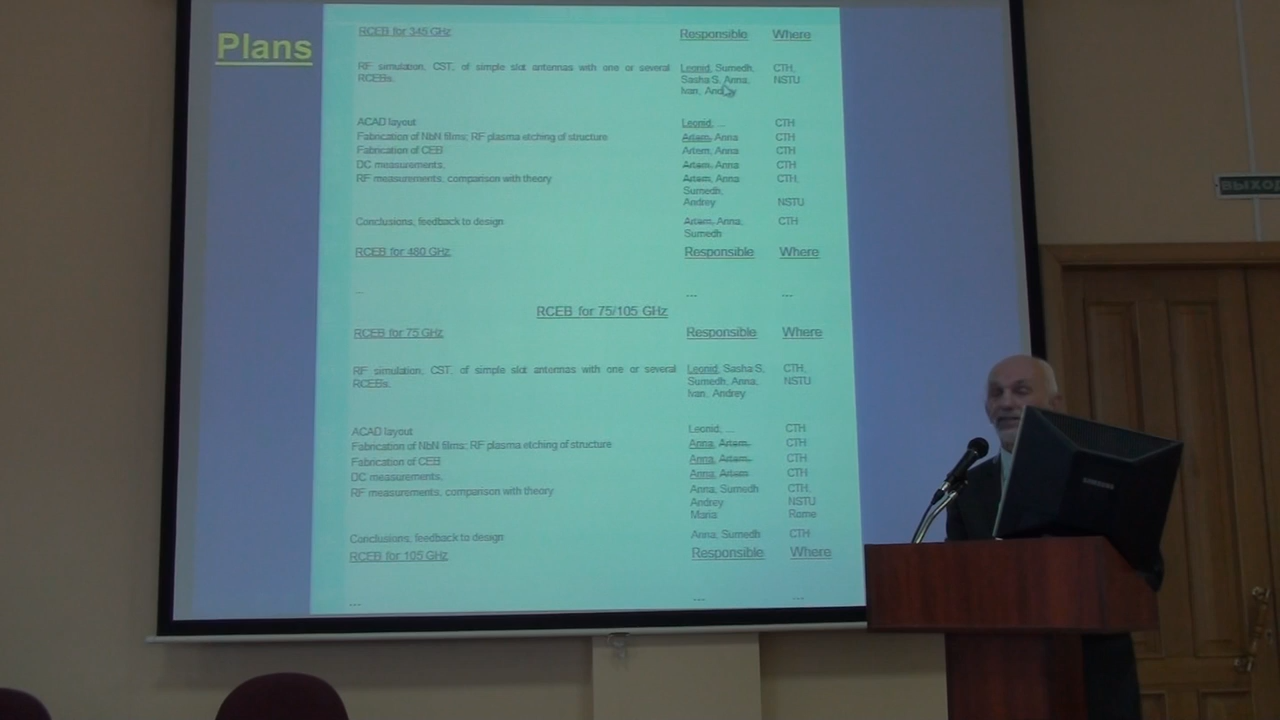 Plans
RCEB for 345 GHz Responsible Where
RF simulation, CST, of simple slot antennas with one or several Leonid, Sumedh, CTH,
RCEBs. Sasha S. Anna, NSTU
Ivan, Andrey
ACAD layout Leonid, ... CTH
Fabrication of NbN films; RF plasma etching of structure Artem, Anna CTH
Fabrication of CEB Artem, Anna CTH
DC measurements, Artem, Anna CTH
RF measurements, comparison with theory Artem, Anna CTH,
Sumedh,
Andrey NSTU
Conclusions, feedback to design Artem, Anna, CTH
Sumedh
RCEB for 480 GHz Responsible Where
... --- ---
RCEB for 75/105 GHz
RCEB for 75 GHz Responsible Where
RF simulation, CST, of simple slot antennas with one or several Leonid, Sasha S. CTH,
RCEBs. Sumedh, Anna, NSTU
Ivan, Andrey
ACAD layout Leonid, ... CTH
Fabrication of NbN films; RF plasma etching of structure Anna, Artem, CTH
Fabrication of CEB Anna, Artem, CTH
DC measurements, Anna, Artem CTH
RF measurements, comparison with theory Anna, Sumedh CTH,
Andrey NSTU
Maria Rome
Conclusions, feedback to design Anna, Sumedh CTH
RCEB for 105 GHz Responsible Where
--- --- ---
ВЫХОД
SAMSUNG